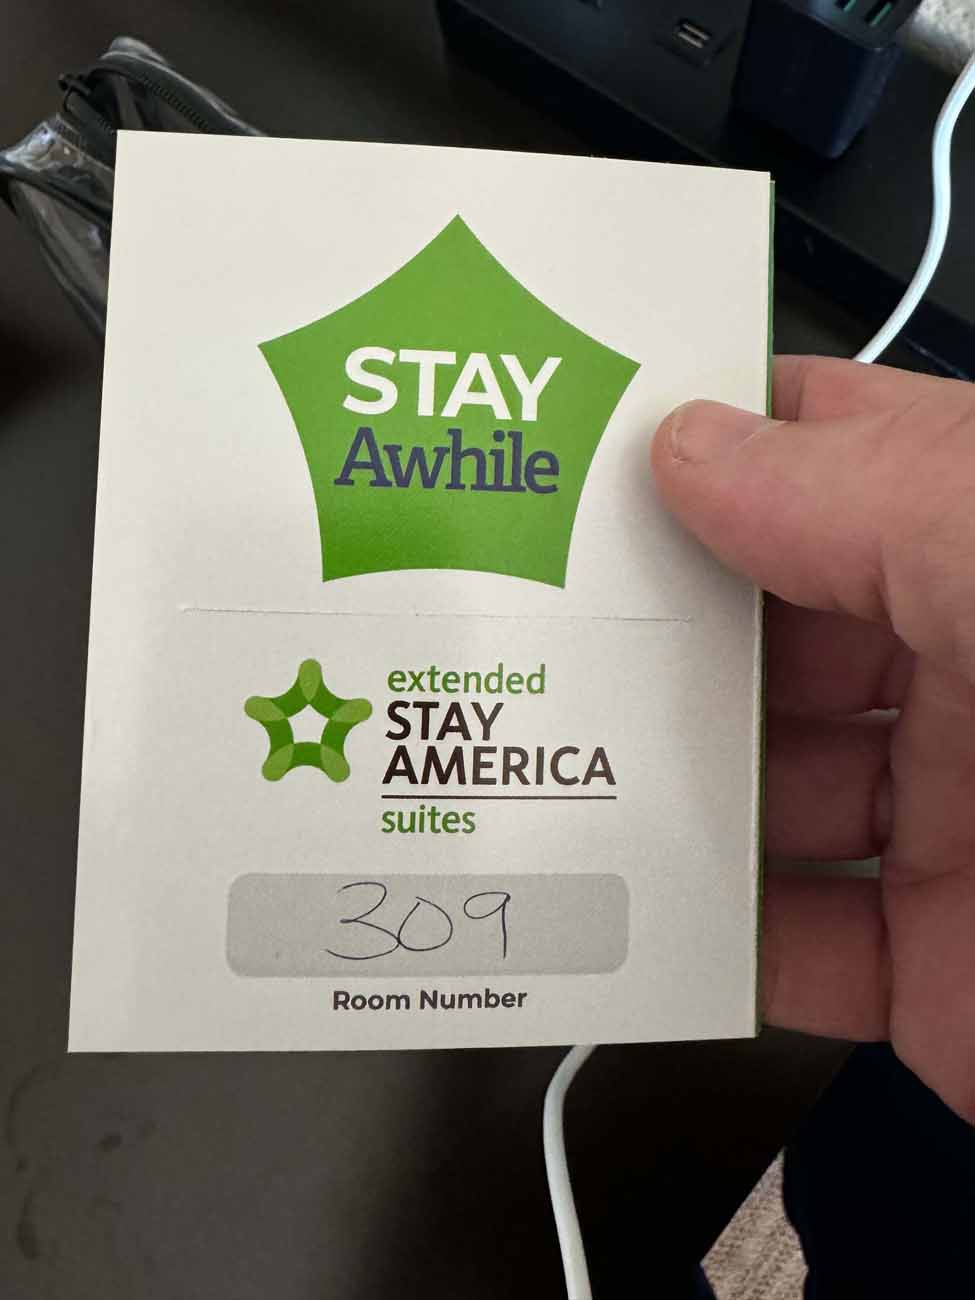 STAY
Awhile
extended
STAY
AMERICA
suites
309
Room Number